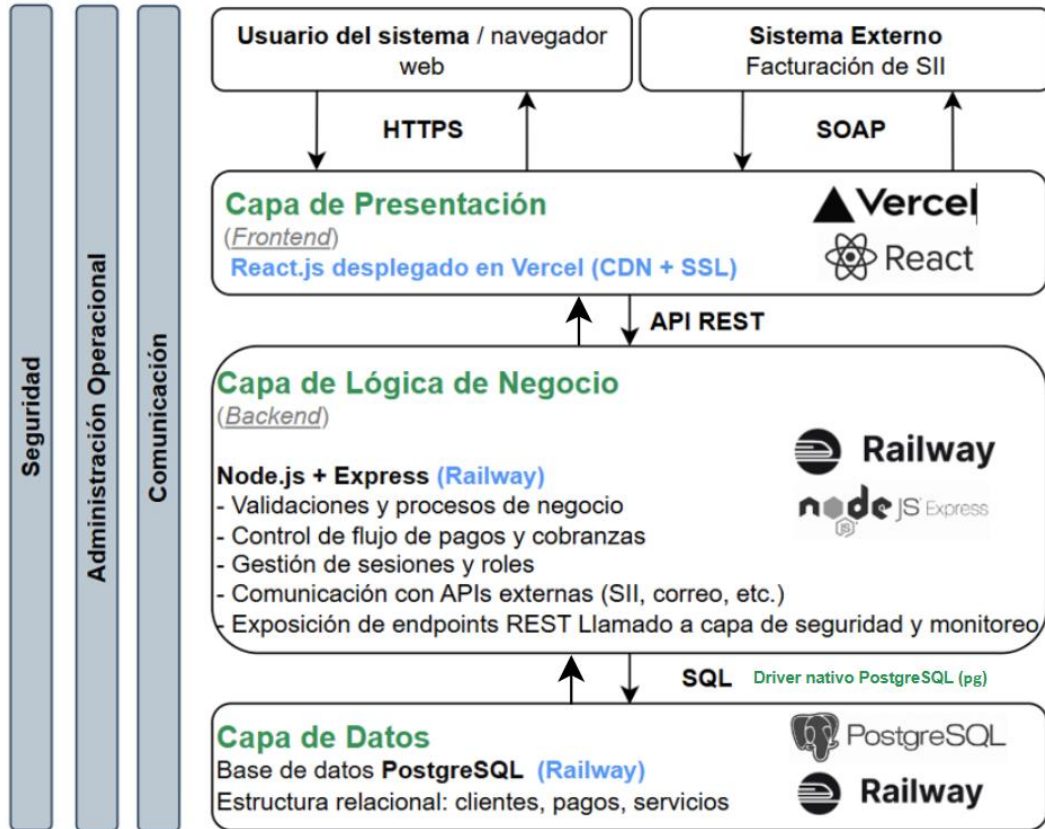 Seguridad
Administración Operacional
Comunicación
Usuario del sistema / navegador
web
Sistema Externo
Facturación de SII
HTTPS
SOAP
Capa de Presentación
(Frontend)
React.js desplegado en Vercel (CDN + SSL)
Vercel
React
API REST
Capa de Lógica de Negocio
(Backend)
Node.js + Express (Railway)
- Validaciones y procesos de negocio
- Control de flujo de pagos y cobranzas
- Gestión de sesiones y roles
- Comunicación con APIs externas (SII, correo, etc.)
- Exposición de endpoints REST Llamado a capa de seguridad y monitoreo
Railway
node JS Express
JS
SQL
Driver nativo PostgreSQL (pg)
Capa de Datos
Base de datos PostgreSQL (Railway)
Estructura relacional: clientes, pagos, servicios
PostgreSQL
Railway